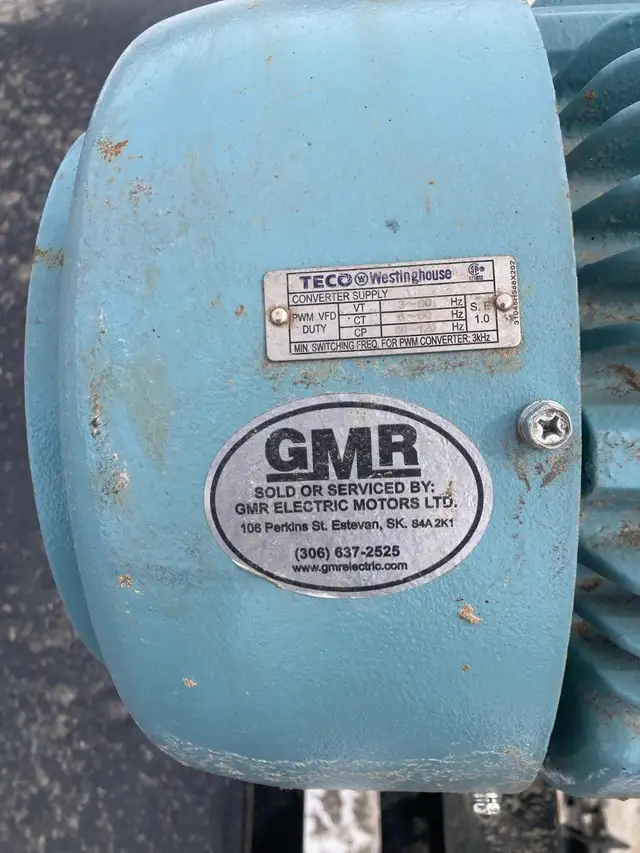 TECO Westinghouse
CONVERTER SUPPLY
PWM VFD DUTY
VT Hz
CT Hz
CP Hz
S.F. 1.0
MIN. SWITCHING FREQ. FOR PWM CONVERTER: 3kHz
GMR
SOLD OR SERVICED BY:
GMR ELECTRIC MOTORS LTD.
106 Perkins St. Estevan, SK. S4A 2K1
(306) 637-2525
www.gmrelectric.com